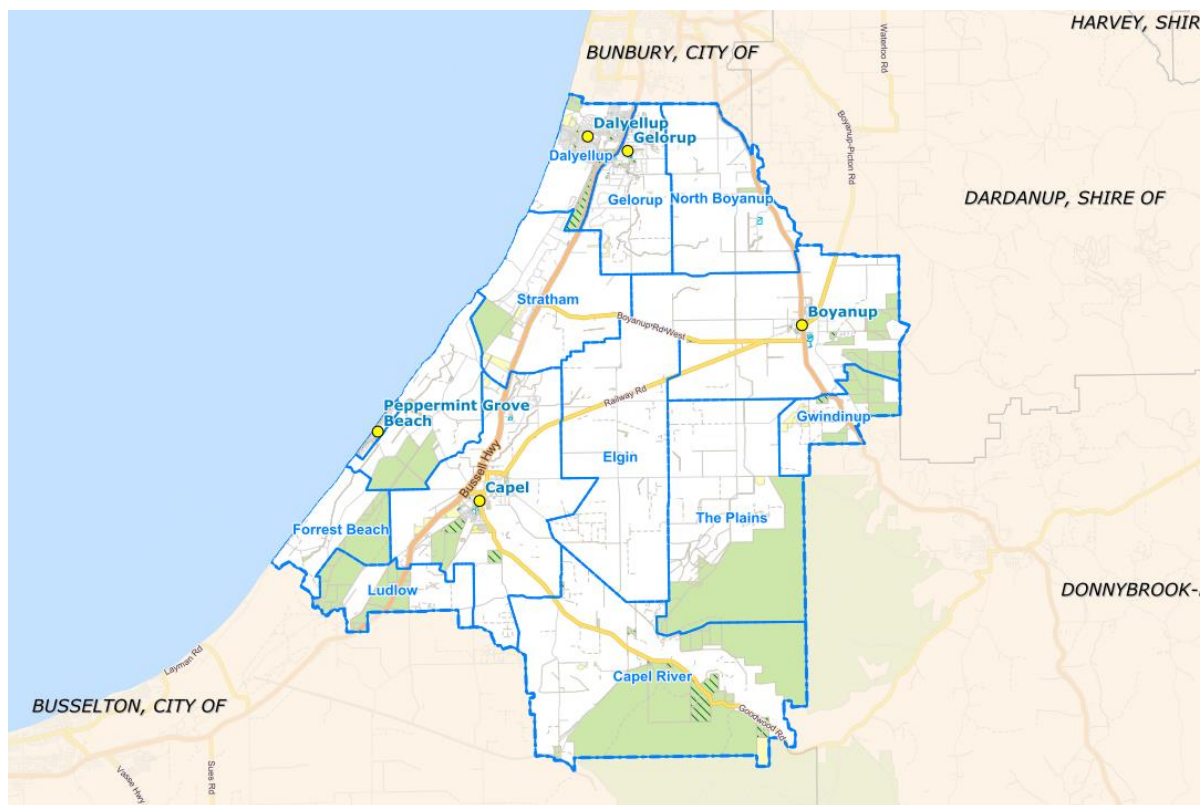 HARVEY, SHIR
BUNBURY, CITY OF
Waterloo Rd
Dalyellup
Gelorup
Dalyellup
Boyanup-Picton Rd
Gelorup
North Boyanup
DARDANUP, SHIRE OF
Stratham
Boyanup Rd West
Boyanup
Peppermint Grove
Beach
Railway Rd
Gwindinup
Bussell Hwy
Elgin
Capel
The Plains
Forrest Beach
Ludlow
DONNYBROOK-
Layman Rd
Capel River
Goodwood Rd
BUSSELTON, CITY OF
Vasse Hwy
Sues Rd